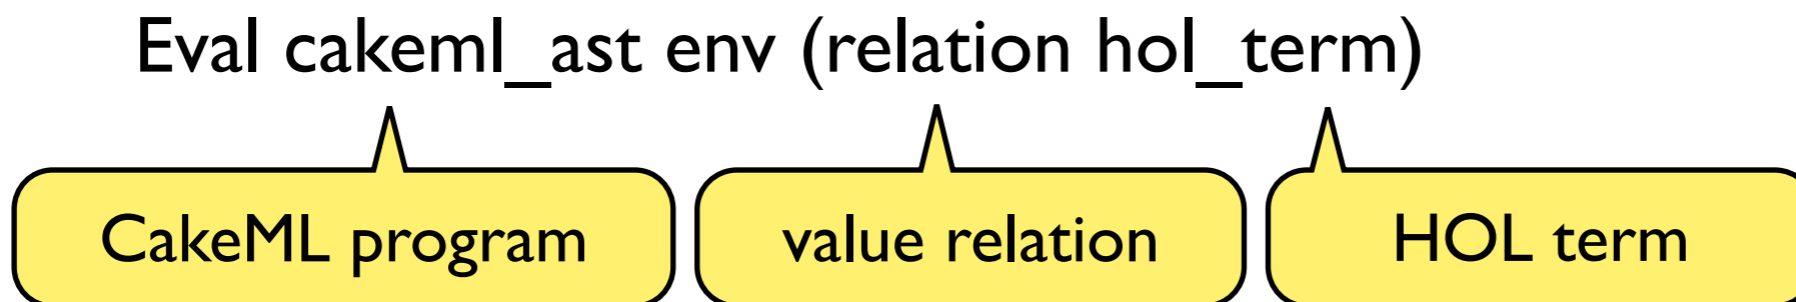 Eval cakeml_ast env (relation hol_term)
CakeML program
value relation
HOL term